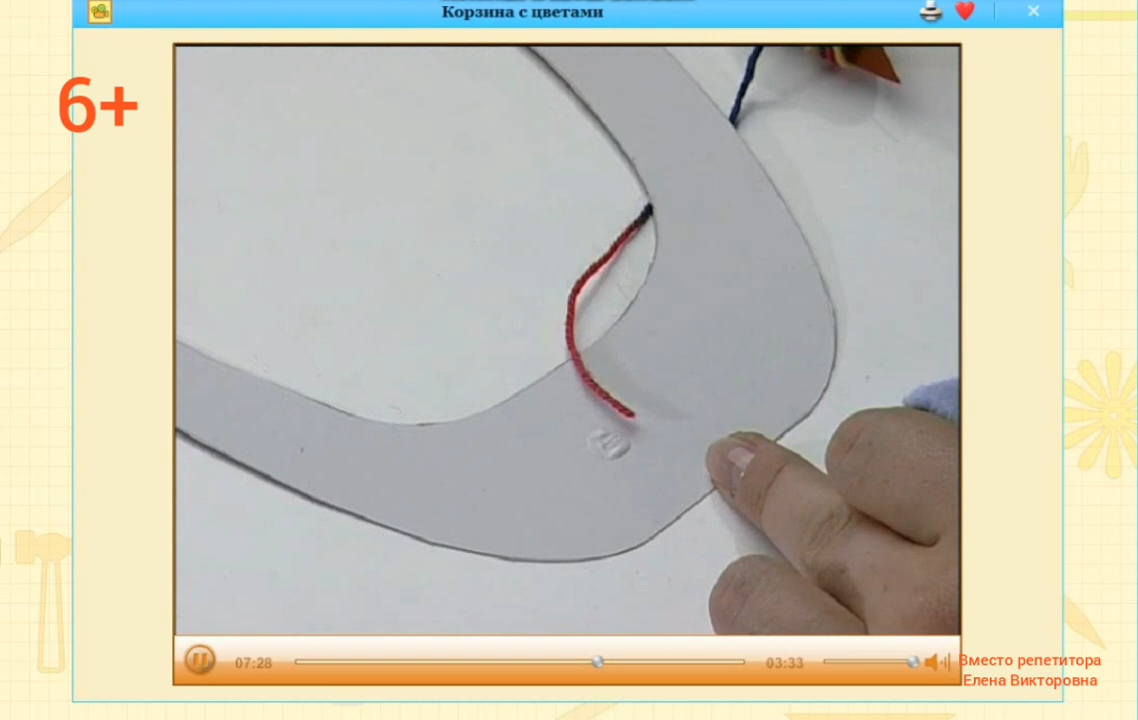 Корзина с цветами
6+
07:28
03:33
Вместо репетитора
Елена Викторовна